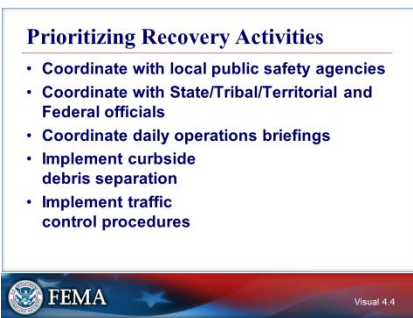 Prioritizing Recovery Activities
• Coordinate with local public safety agencies
• Coordinate with State/Tribal/Territorial and
Federal officials
• Coordinate daily operations briefings
• Implement curbside
debris separation
• Implement traffic
control procedures
FEMA
Visual 4.4